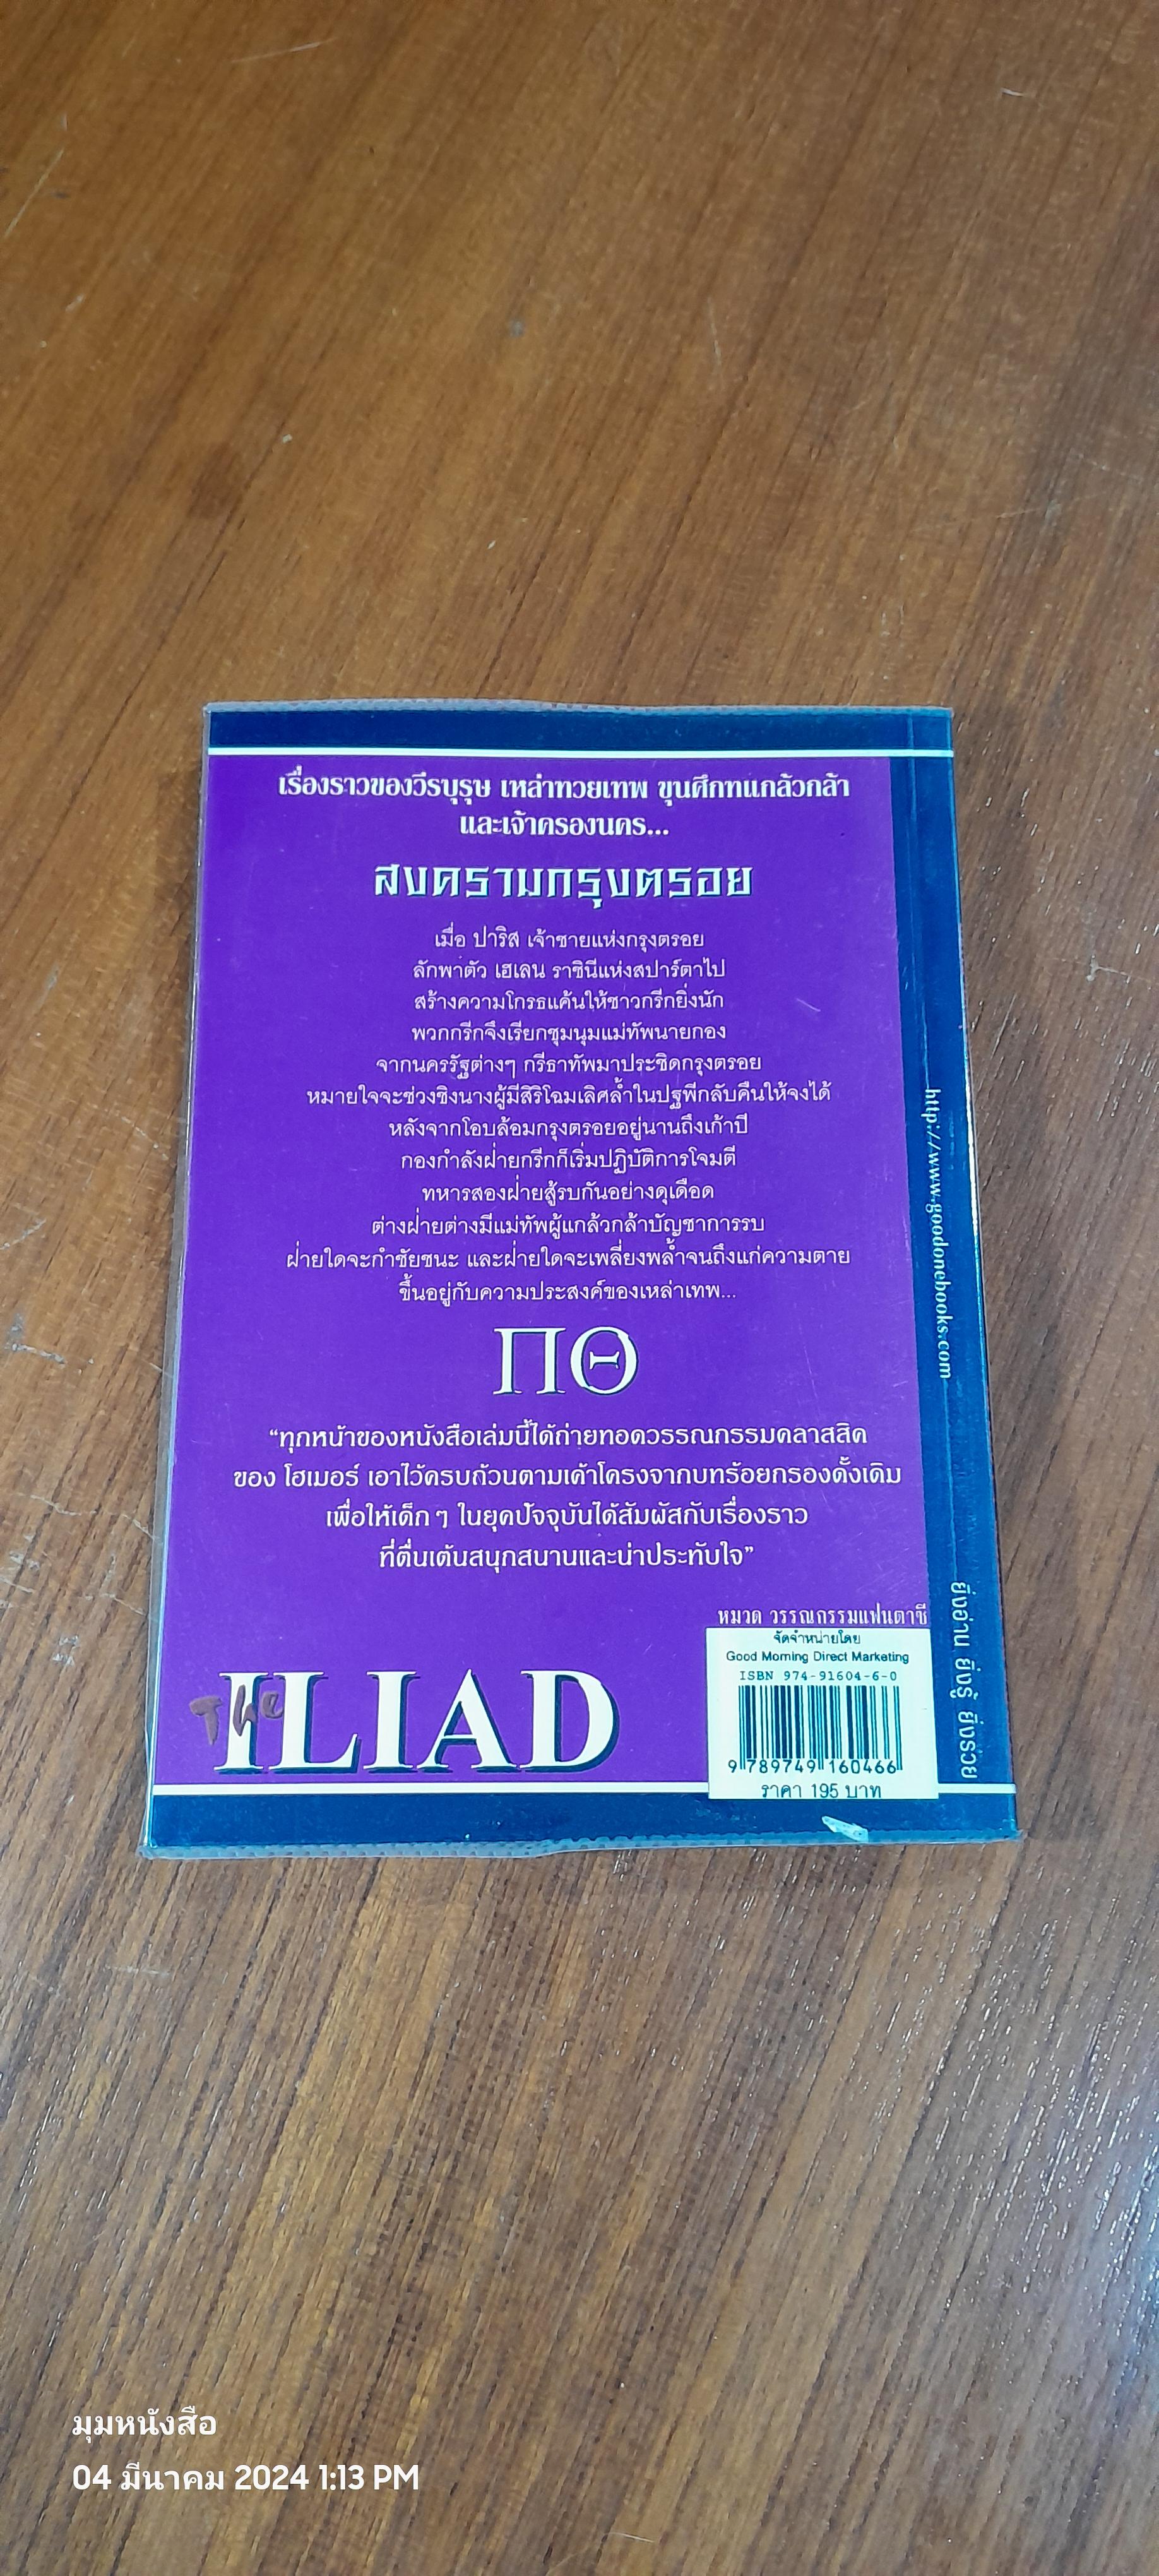 เรื่องราวของวีรบุรุษ เหล่าทวยเทพ ขุนศึกทแกล้วกล้า
และเจ้าครองนคร...
สงครามกรุงตรอย
เมื่อ ปาริส เจ้าชายแห่งกรุงตรอย
ลักพาตัว เฮเลน ราชินีแห่งสปาร์ตาไป
สร้างความโกรธแค้นให้ชาวกรีกยิ่งนัก
พวกกรีกจึงเรียกชุมนุมแม่ทัพนายกอง
จากนครรัฐต่างๆ กรีธาทัพมาประชิดกรุงตรอย
หมายใจจะช่วงชิงนางผู้มีสิริโฉมเลิศล้ำในปฐพีกลับคืนให้จงได้
หลังจากโอบล้อมกรุงตรอยอยู่นานถึงเก้าปี
กองกำลังฝ่ายกรีกก็เริ่มปฏิบัติการโจมตี
ทหารสองฝ่ายสู้รบกันอย่างดุเดือด
ต่างฝ่ายต่างมีแม่ทัพผู้แกล้วกล้าบัญชาการรบ
ฝ่ายใดจะกำชัยชนะ และฝ่ายใดจะเพลี่ยงพล้ำจนถึงแก่ความตาย
ขึ้นอยู่กับความประสงค์ของเหล่าเทพ...
ΠΘ
“ทุกหน้าของหนังสือเล่มนี้ได้ถ่ายทอดวรรณกรรมคลาสสิค
ของ โฮเมอร์ เอาไว้ครบถ้วนตามเค้าโครงจากบทร้อยกรองดั้งเดิม
เพื่อให้เด็ก ๆ ในยุคปัจจุบันได้สัมผัสกับเรื่องราว
ที่ตื่นเต้นสนุกสนานและน่าประทับใจ”
หมวด วรรณกรรมแฟนตาซี
จัดจำหน่ายโดย
Good Morning Direct Marketing
ISBN 974-91604-6-0
9 789749 160466
ราคา 195 บาท
The
ILIAD
http://www.goodonebooks.com
ยิ่งอ่าน ยิ่งรู้ ยิ่งรวย
มุมหนังสือ
04 มีนาคม 2024 1:13 PM